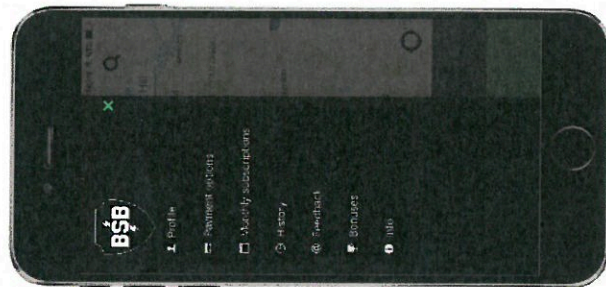 BSB
Profile
Payment options
Monthly subscriptions
History
Feedback
Bonuses
Info